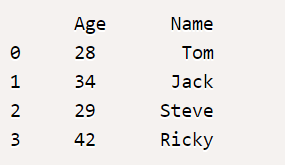 Age Name
0 28 Tom
1 34 Jack
2 29 Steve
3 42 Ricky